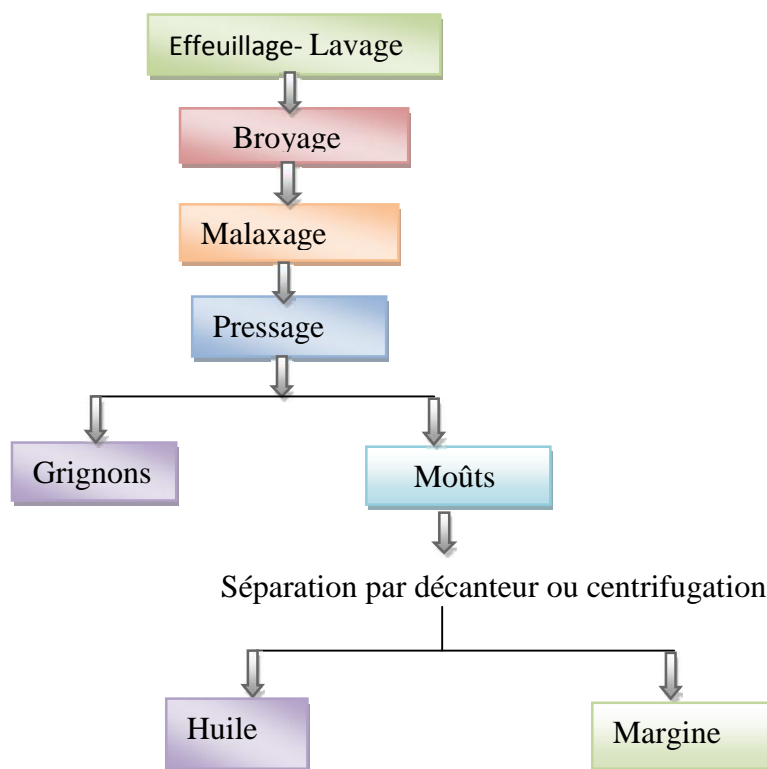 Effeuillage- Lavage
Broyage
Malaxage
Pressage
Grignons
Moûts
Séparation par décanteur ou centrifugation
Huile
Margine